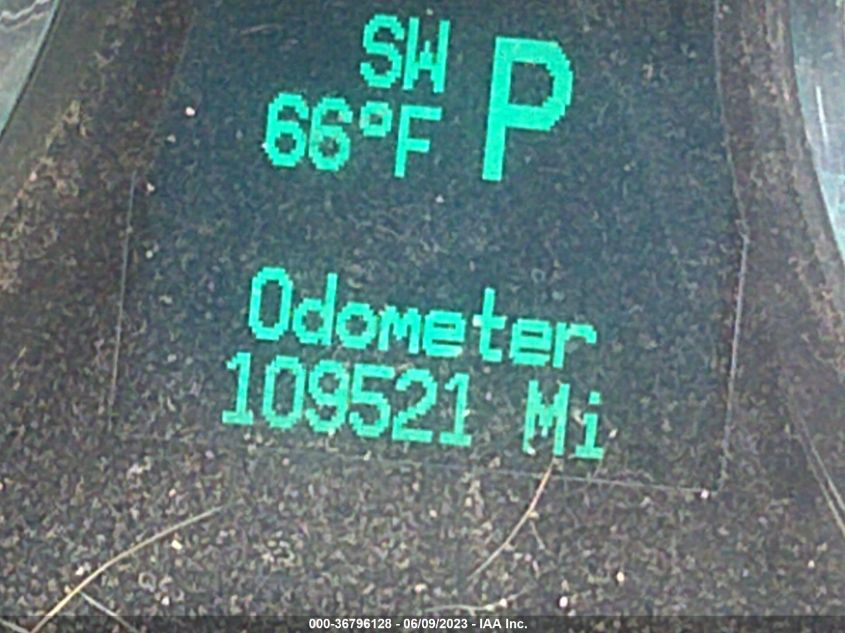 SW P
66°F
Odometer
109521 Mi
000-36796128 - 06/09/2023 - IAA Inc.